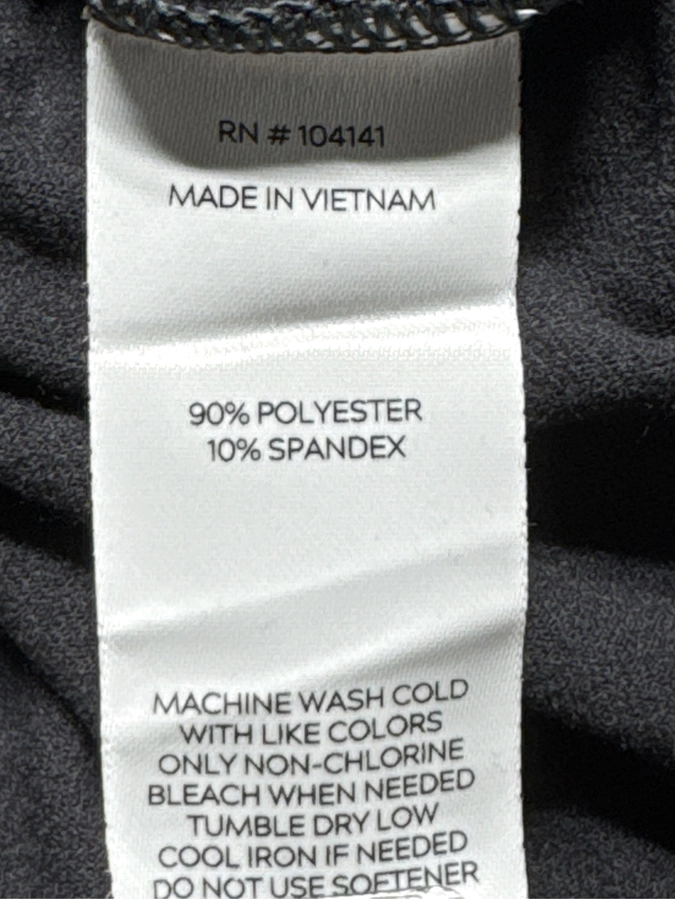 RN # 104141
MADE IN VIETNAM
90% POLYESTER
10% SPANDEX
MACHINE WASH COLD
WITH LIKE COLORS
ONLY NON-CHLORINE
BLEACH WHEN NEEDED
TUMBLE DRY LOW
COOL IRON IF NEEDED
DO NOT USE SOFTENER